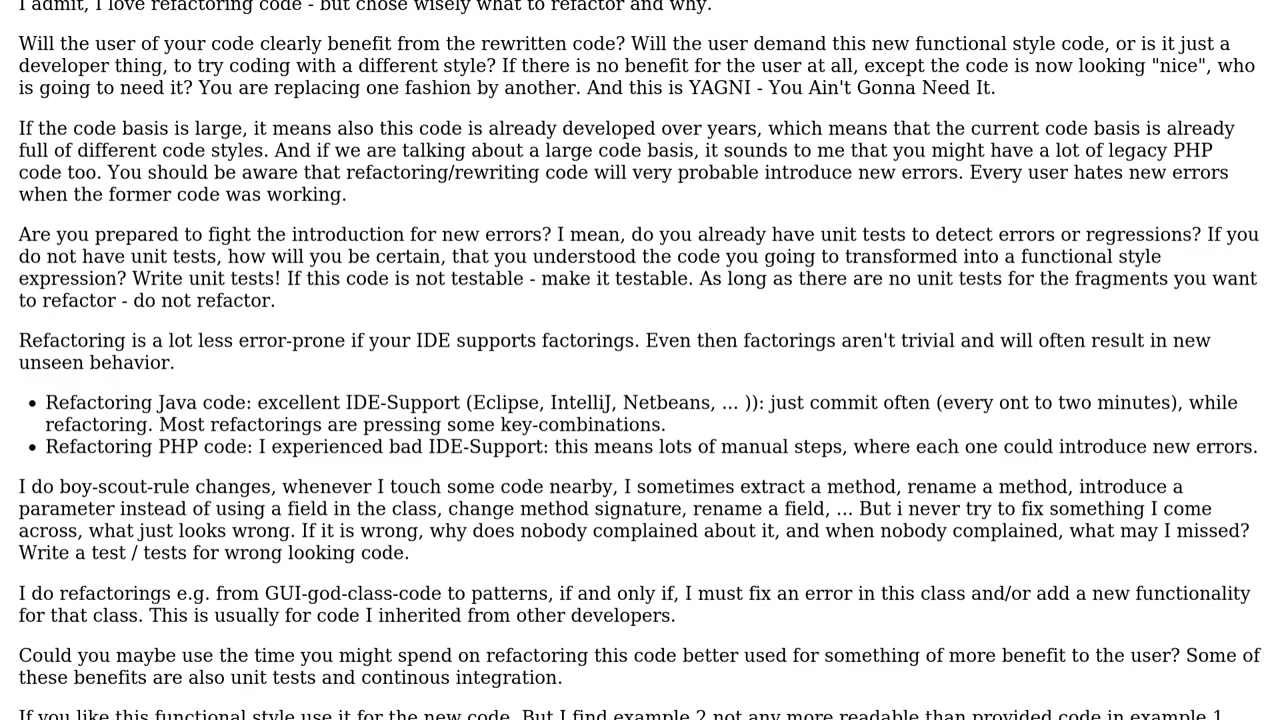 I admit, I love refactoring code - but chose wisely what to refactor and why.
Will the user of your code clearly benefit from the rewritten code? Will the user demand this new functional style code, or is it just a
developer thing, to try coding with a different style? If there is no benefit for the user at all, except the code is now looking "nice", who
is going to need it? You are replacing one fashion by another. And this is YAGNI - You Ain't Gonna Need It.
If the code basis is large, it means also this code is already developed over years, which means that the current code basis is already
full of different code styles. And if we are talking about a large code basis, it sounds to me that you might have a lot of legacy PHP
code too. You should be aware that refactoring/rewriting code will very probable introduce new errors. Every user hates new errors
when the former code was working.
Are you prepared to fight the introduction for new errors? I mean, do you already have unit tests to detect errors or regressions? If you
do not have unit tests, how will you be certain, that you understood the code you going to transformed into a functional style
expression? Write unit tests! If this code is not testable - make it testable. As long as there are no unit tests for the fragments you want
to refactor - do not refactor.
Refactoring is a lot less error-prone if your IDE supports factorings. Even then factorings aren't trivial and will often result in new
unseen behavior.
• Refactoring Java code: excellent IDE-Support (Eclipse, IntelliJ, Netbeans, ... )): just commit often (every ont to two minutes), while
refactoring. Most refactorings are pressing some key-combinations.
• Refactoring PHP code: I experienced bad IDE-Support: this means lots of manual steps, where each one could introduce new errors.
I do boy-scout-rule changes, whenever I touch some code nearby, I sometimes extract a method, rename a method, introduce a
parameter instead of using a field in the class, change method signature, rename a field, ... But i never try to fix something I come
across, what just looks wrong. If it is wrong, why does nobody complained about it, and when nobody complained, what may I missed?
Write a test / tests for wrong looking code.
I do refactorings e.g. from GUI-god-class-code to patterns, if and only if, I must fix an error in this class and/or add a new functionality
for that class. This is usually for code I inherited from other developers.
Could you maybe use the time you might spend on refactoring this code better used for something of more benefit to the user? Some of
these benefits are also unit tests and continous integration.
If you like this functional style use it for the new code. But I find example 2 not any more readable than provided code in example 1.